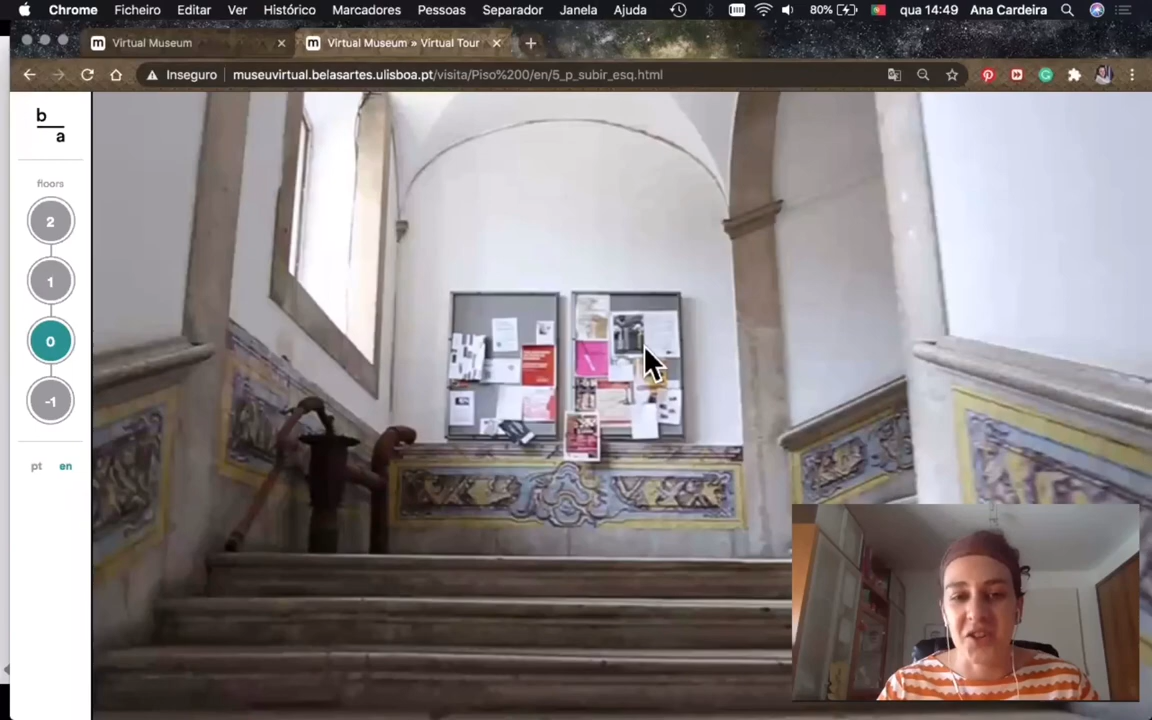 Chrome Ficheiro Editar Ver Histórico Marcadores Pessoas Separador Janela Ajuda 80% qua 14:49 Ana Cardeira
m Virtual Museum × m Virtual Museum » Virtual Tour × +
Inseguro museuvirtual.belasartes.ulisboa.pt/visita/Piso%200/en/5_p_subir_esq.html
b
a
floors
2
1
0
-1
pt en